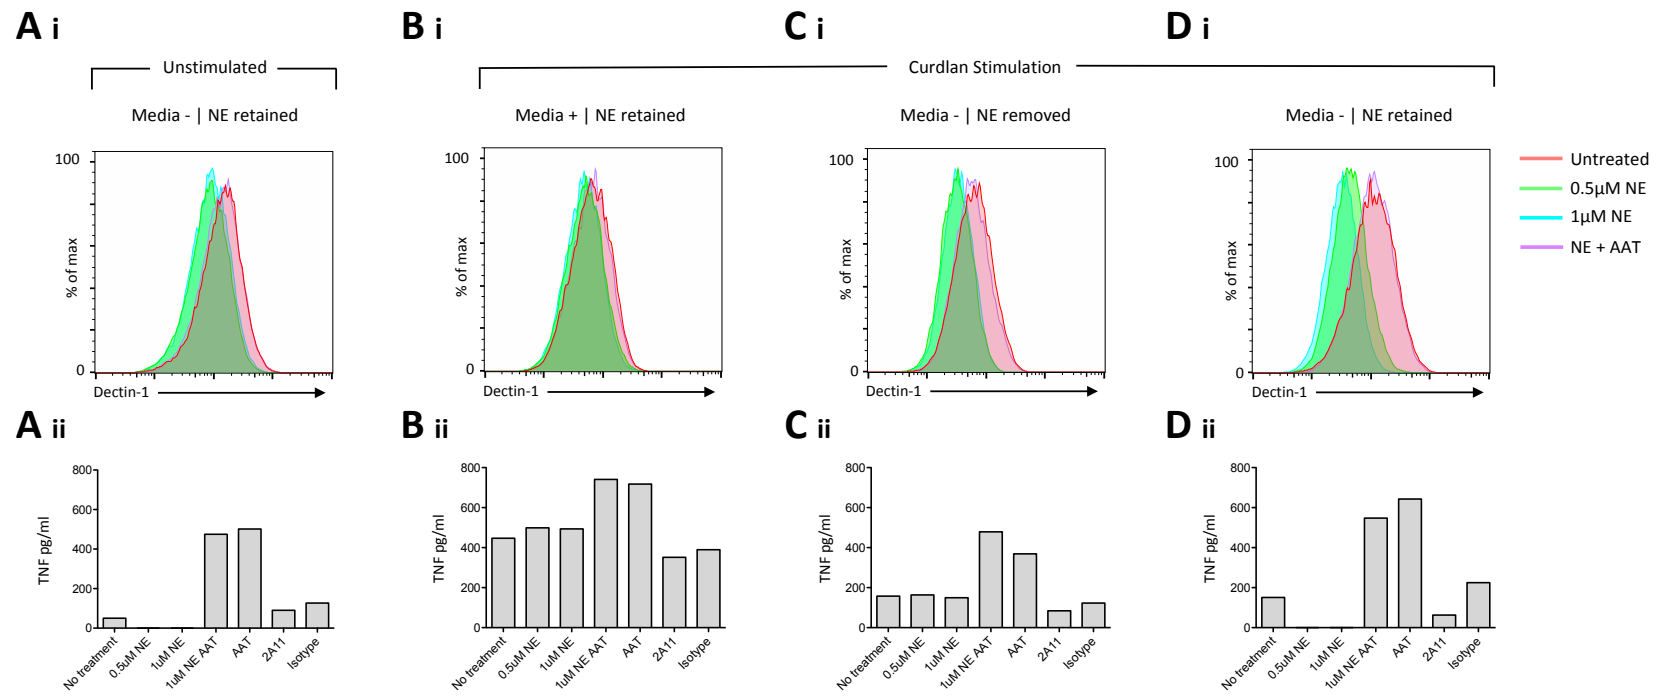 A i
B i
C i
D i
Unstimulated
Curdlan Stimulation
Media - | NE retained
Media + | NE retained
Media - | NE removed
Media - | NE retained
100
% of max
0
Dectin-1
100
% of max
0
Dectin-1
100
% of max
0
Dectin-1
100
% of max
0
Dectin-1
Untreated
0.5µM NE
1µM NE
NE + AAT
A ii
B ii
C ii
D ii
800
600
400
200
0
TNF pg/ml
No treatment
0.5uM NE
1uM NE
1uM NE AAT
AAT
2A11
Isotype
800
600
400
200
0
TNF pg/ml
No treatment
0.5uM NE
1uM NE
1uM NE AAT
AAT
2A11
Isotype
800
600
400
200
0
TNF pg/ml
No treatment
0.5uM NE
1uM NE
1uM NE AAT
AAT
2A11
Isotype
800
600
400
200
0
TNF pg/ml
No treatment
0.5uM NE
1uM NE
1uM NE AAT
AAT
2A11
Isotype